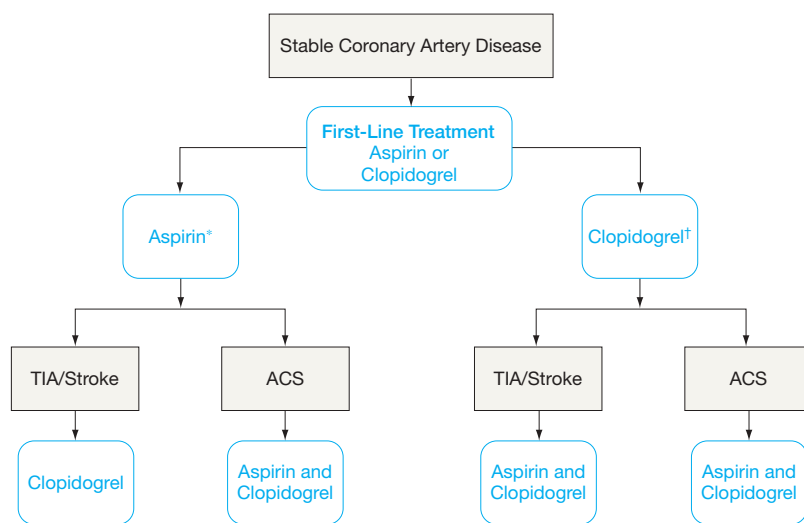 Stable Coronary Artery Disease
First-Line Treatment
Aspirin or
Clopidogrel
Aspirin*
Clopidogrel†
TIA/Stroke
ACS
TIA/Stroke
ACS
Clopidogrel
Aspirin and
Clopidogrel
Aspirin and
Clopidogrel
Aspirin and
Clopidogrel